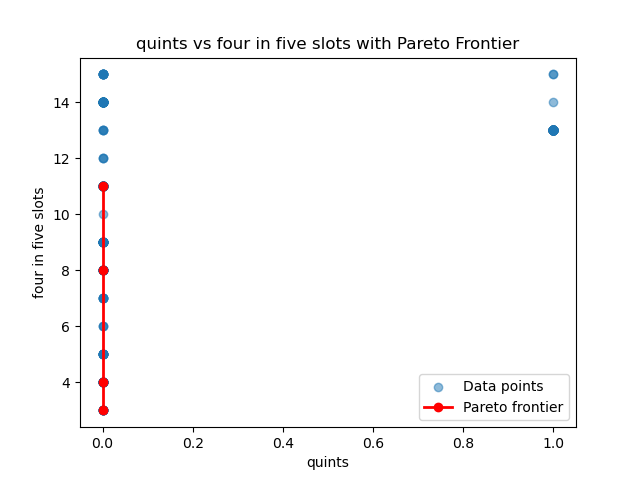 quints vs four in five slots with Pareto Frontier
14
12
10
8
6
4
four in five slots
0.0 0.2 0.4 0.6 0.8 1.0
quints
Data points
Pareto frontier